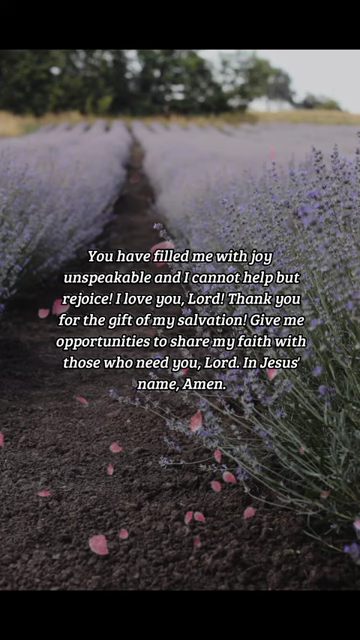 You have filled me with joy
unspeakable and I cannot help but
rejoice! I love you, Lord! Thank you
for the gift of my salvation! Give me
opportunities to share my faith with
those who need you, Lord. In Jesus'
name, Amen.